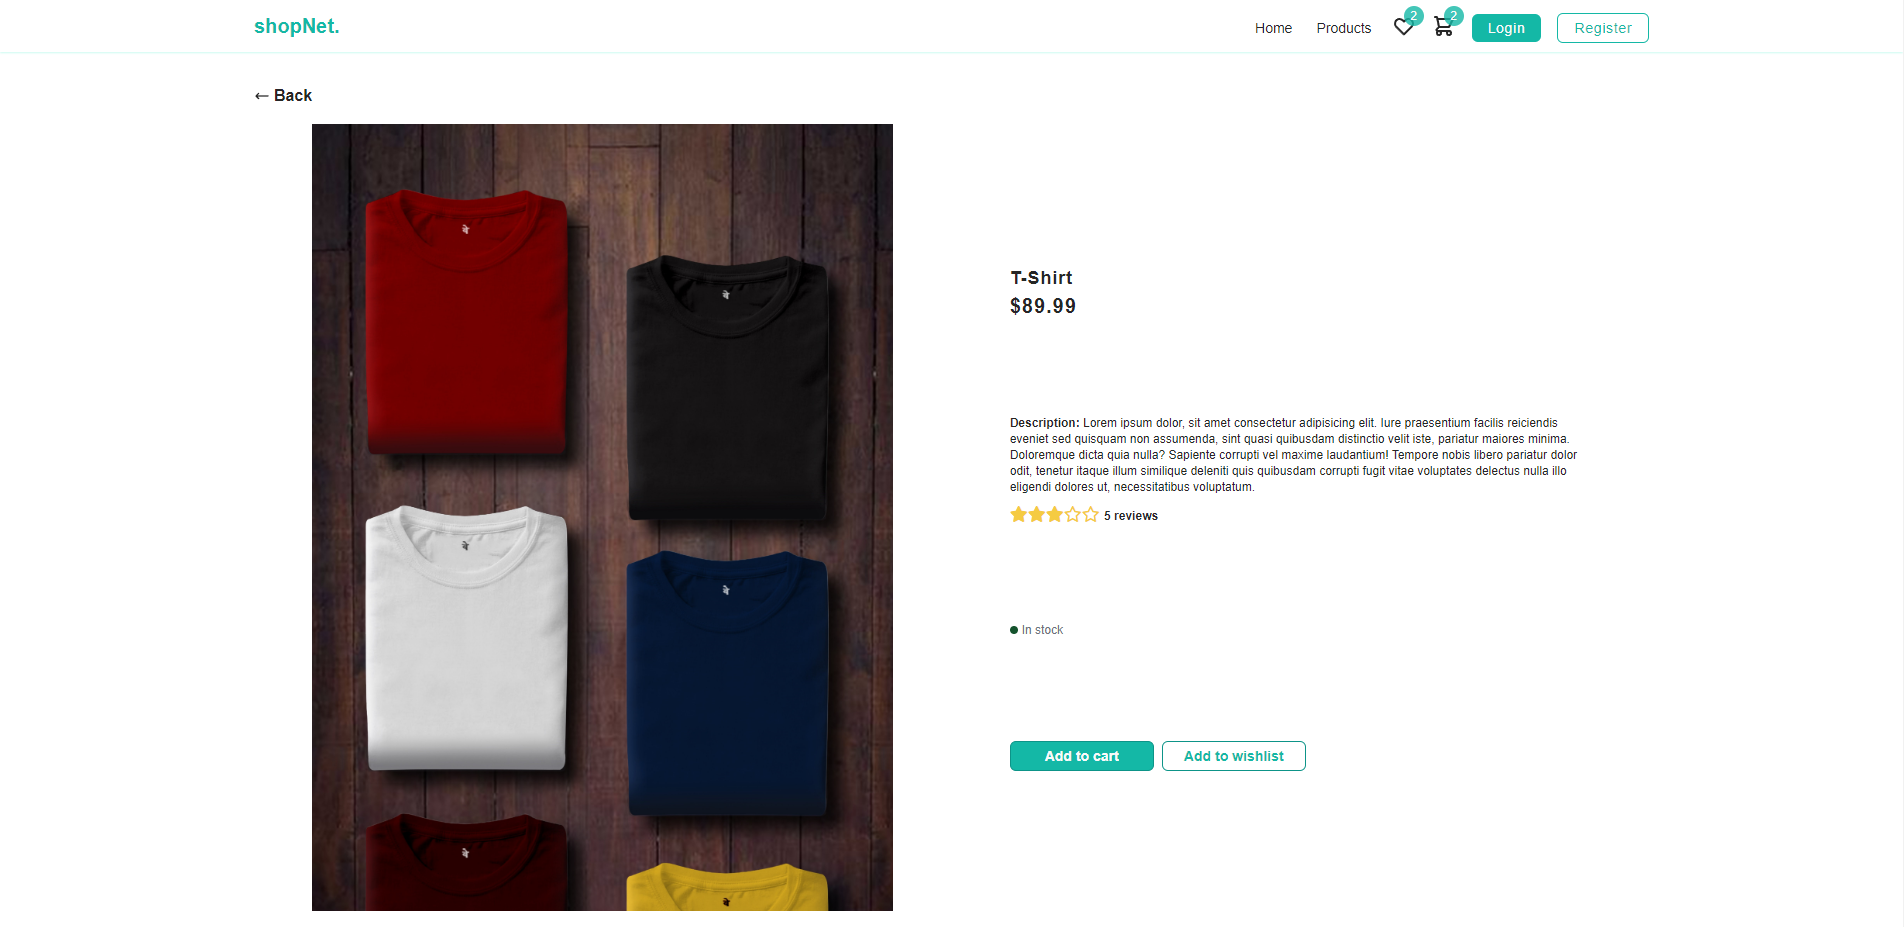 shopNet.
Home
Products
2
2
Login
Register
← Back
T-Shirt
$89.99
Description: Lorem ipsum dolor, sit amet consectetur adipisicing elit. Iure praesentium facilis reiciendis
eveniet sed quisquam non assumenda, sint quasi quibusdam distinctio velit iste, pariatur maiores minima.
Doloremque dicta quia nulla? Sapiente corrupti vel maxime laudantium! Tempore nobis libero pariatur dolor
odit, tenetur itaque illum similique deleniti quis quibusdam corrupti fugit vitae voluptates delectus nulla illo
eligendi dolores ut, necessitatibus voluptatum.
5 reviews
In stock
Add to cart
Add to wishlist